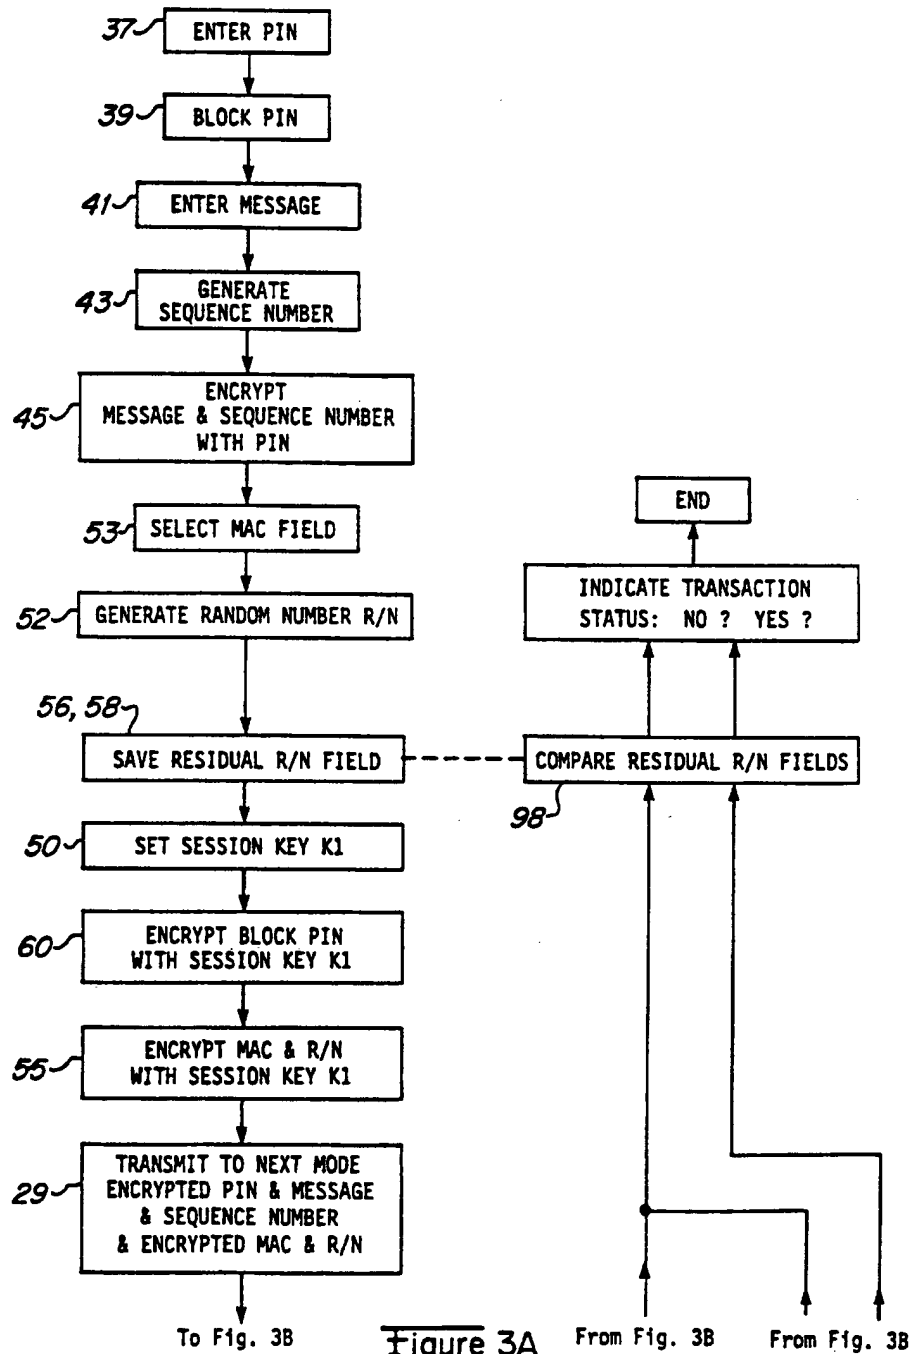 37
ENTER PIN
39
BLOCK PIN
41
ENTER MESSAGE
43
GENERATE
SEQUENCE NUMBER
45
ENCRYPT
MESSAGE & SEQUENCE NUMBER
WITH PIN
53
SELECT MAC FIELD
52
GENERATE RANDOM NUMBER R/N
56, 58
SAVE RESIDUAL R/N FIELD
50
SET SESSION KEY K1
60
ENCRYPT BLOCK PIN
WITH SESSION KEY K1
55
ENCRYPT MAC & R/N
WITH SESSION KEY K1
29
TRANSMIT TO NEXT MODE
ENCRYPTED PIN & MESSAGE
& SEQUENCE NUMBER
& ENCRYPTED MAC & R/N
To Fig. 3B
END
INDICATE TRANSACTION
STATUS: NO ? YES ?
COMPARE RESIDUAL R/N FIELDS
98
From Fig. 3B
From Fig. 3B
Figure 3A